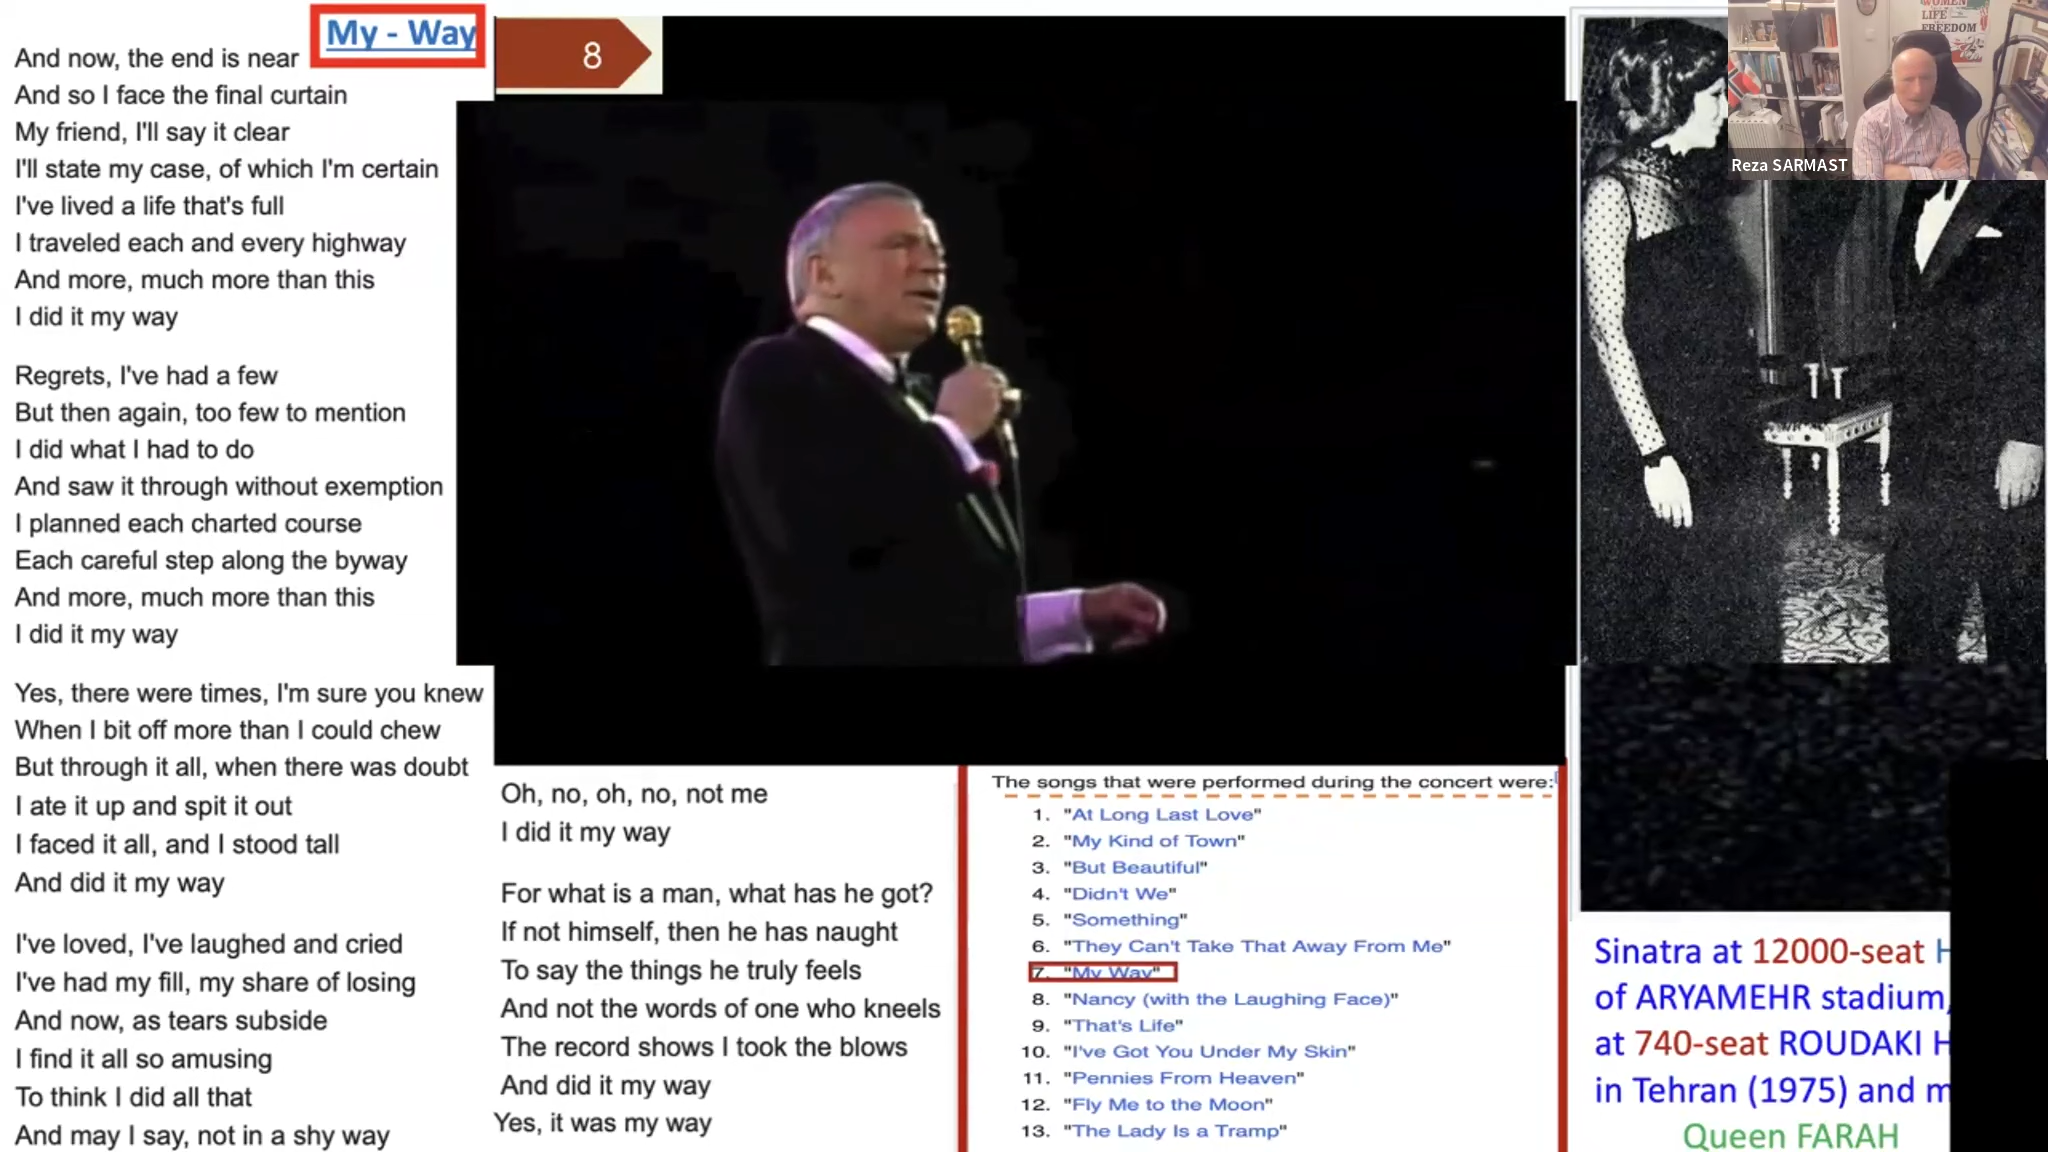 My - Way
And now, the end is near
And so I face the final curtain
My friend, I'll say it clear
I'll state my case, of which I'm certain
I've lived a life that's full
I traveled each and every highway
And more, much more than this
I did it my way
Regrets, I've had a few
But then again, too few to mention
I did what I had to do
And saw it through without exemption
I planned each charted course
Each careful step along the byway
And more, much more than this
I did it my way
Yes, there were times, I'm sure you knew
When I bit off more than I could chew
But through it all, when there was doubt
I ate it up and spit it out
I faced it all, and I stood tall
And did it my way
I've loved, I've laughed and cried
I've had my fill, my share of losing
And now, as tears subside
I find it all so amusing
To think I did all that
And may I say, not in a shy way
Oh, no, oh, no, not me
I did it my way
For what is a man, what has he got?
If not himself, then he has naught
To say the things he truly feels
And not the words of one who kneels
The record shows I took the blows
And did it my way
Yes, it was my way
8
The songs that were performed during the concert were:
1. "At Long Last Love"
2. "My Kind of Town"
3. "But Beautiful"
4. "Didn't We"
5. "Something"
6. "They Can't Take That Away From Me"
7. "My Way"
8. "Nancy (with the Laughing Face)"
9. "That's Life"
10. "I've Got You Under My Skin"
11. "Pennies From Heaven"
12. "Fly Me to the Moon"
13. "The Lady Is a Tramp"
WOMEN
LIFE
FREEDOM
Reza SARMAST
Sinatra at 12000-seat
of ARYAMEHR stadium,
at 740-seat ROUDAKI
in Tehran (1975) and
Queen FARAH